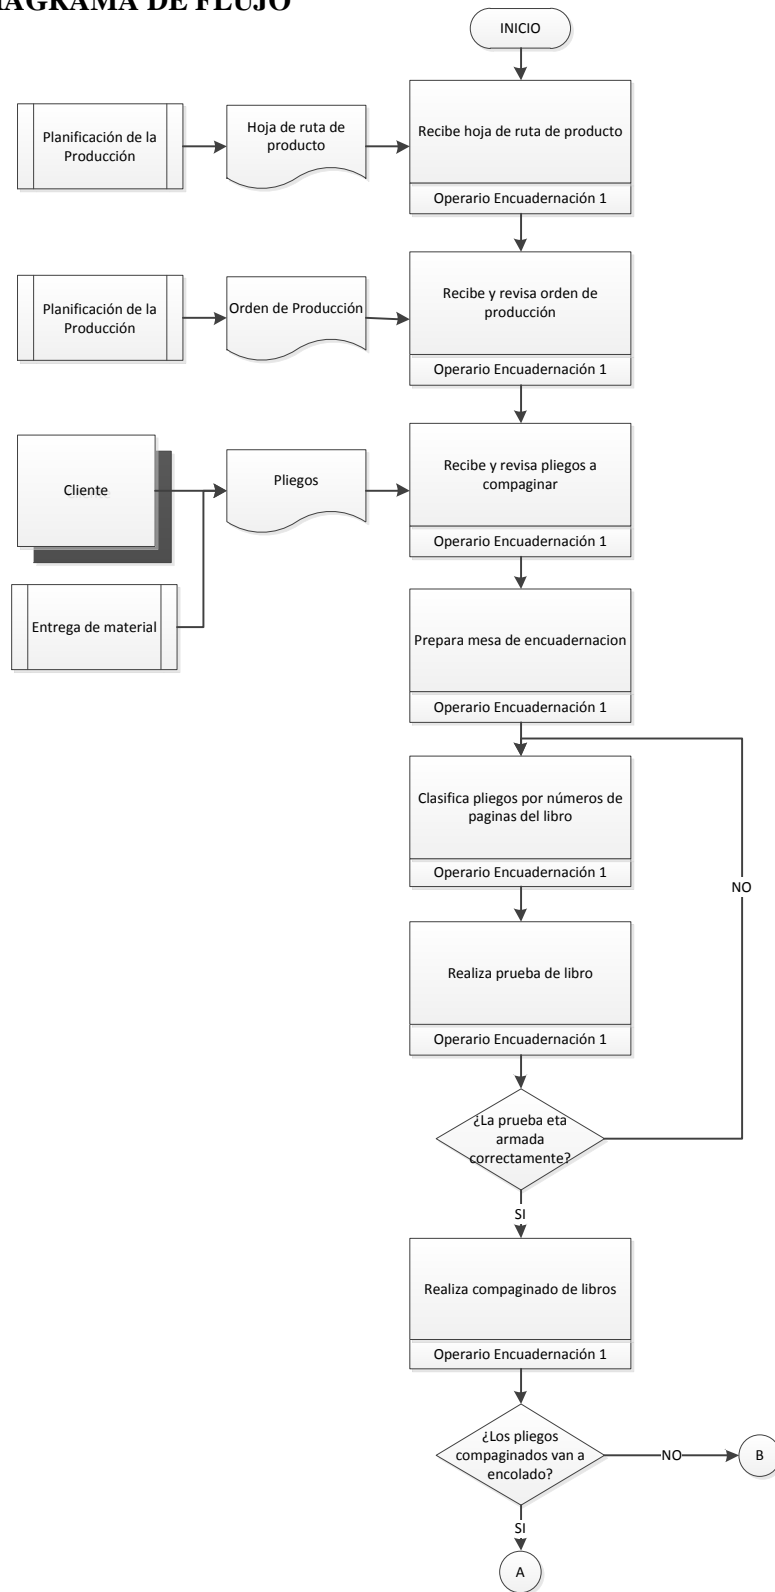 DIAGRAMA DE FLUJO
INICIO
Planificación de la
Producción
Hoja de ruta de
producto
Recibe hoja de ruta de producto
Operario Encuadernación 1
Planificación de la
Producción
Orden de Producción
Recibe y revisa orden de
producción
Operario Encuadernación 1
Cliente
Pliegos
Recibe y revisa pliegos a
compaginar
Operario Encuadernación 1
Entrega de material
Prepara mesa de encuadernacion
Operario Encuadernación 1
Clasifica pliegos por números de
paginas del libro
Operario Encuadernación 1
NO
Realiza prueba de libro
Operario Encuadernación 1
¿La prueba eta
armada
correctamente?
SI
Realiza compaginado de libros
Operario Encuadernación 1
¿Los pliegos
compaginados van a
encolado?
NO
B
SI
A